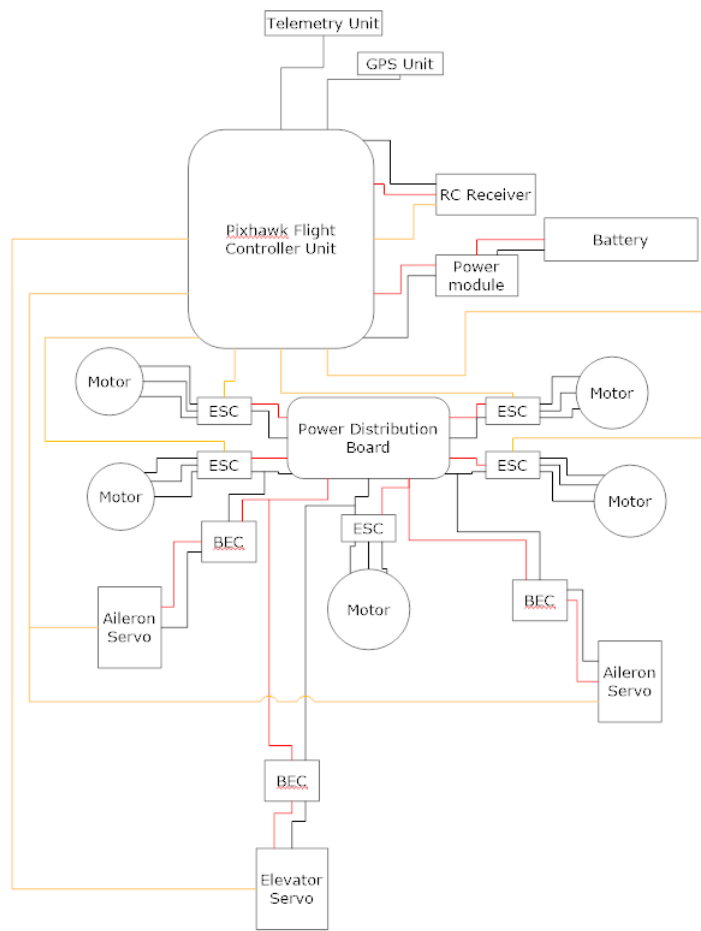 Telemetry Unit
GPS Unit
Pixhawk Flight
Controller Unit
RC Receiver
Battery
Power
module
Motor
ESC
Power Distribution
Board
ESC
Motor
Motor
ESC
ESC
Motor
BEC
ESC
Motor
BEC
Aileron
Servo
Aileron
Servo
BEC
Elevator
Servo